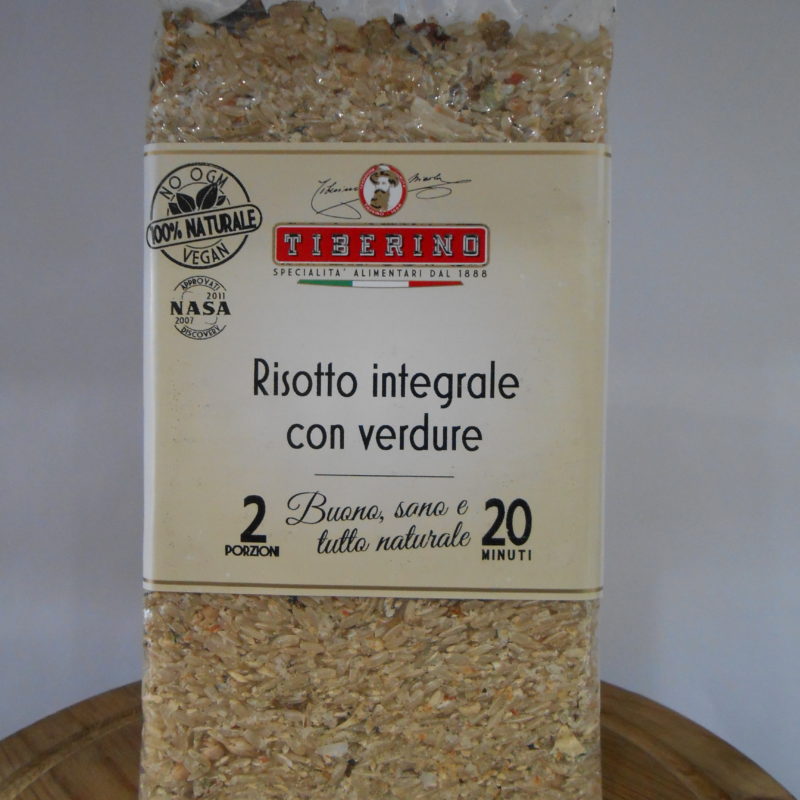 NO OGM
100% NATURALE
VEGAN
TIBERINO
SPECIALITA' ALIMENTARI DAL 1888
APPROVATI
2011
NASA
2007
DISCOVERY
Risotto integrale
con verdure
2
PORZIONI
Buono, sano e
tutto naturale
20
MINUTI